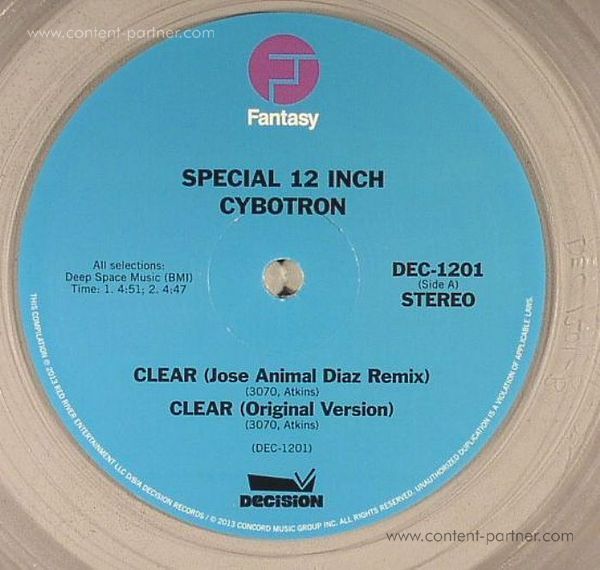 www.content-partner.com
Fantasy
SPECIAL 12 INCH
CYBOTRON
All selections:
Deep Space Music (BMI)
Time: 1. 4:51; 2. 4:47
DEC-1201
(Side A)
STEREO
CLEAR (Jose Animal Diaz Remix)
(3070, Atkins)
CLEAR (Original Version)
(3070, Atkins)
(DEC-1201)
DECISION
THIS COMPILATION © 2013 RED RIVER ENTERTAINMENT LLC D/B/A DECISION RECORDS / © 2013 CONCORD MUSIC GROUP INC. ALL RIGHTS RESERVED. UNAUTHORIZED DUPLICATION IS A VIOLATION OF APPLICABLE LAWS.
www.content-partner.com